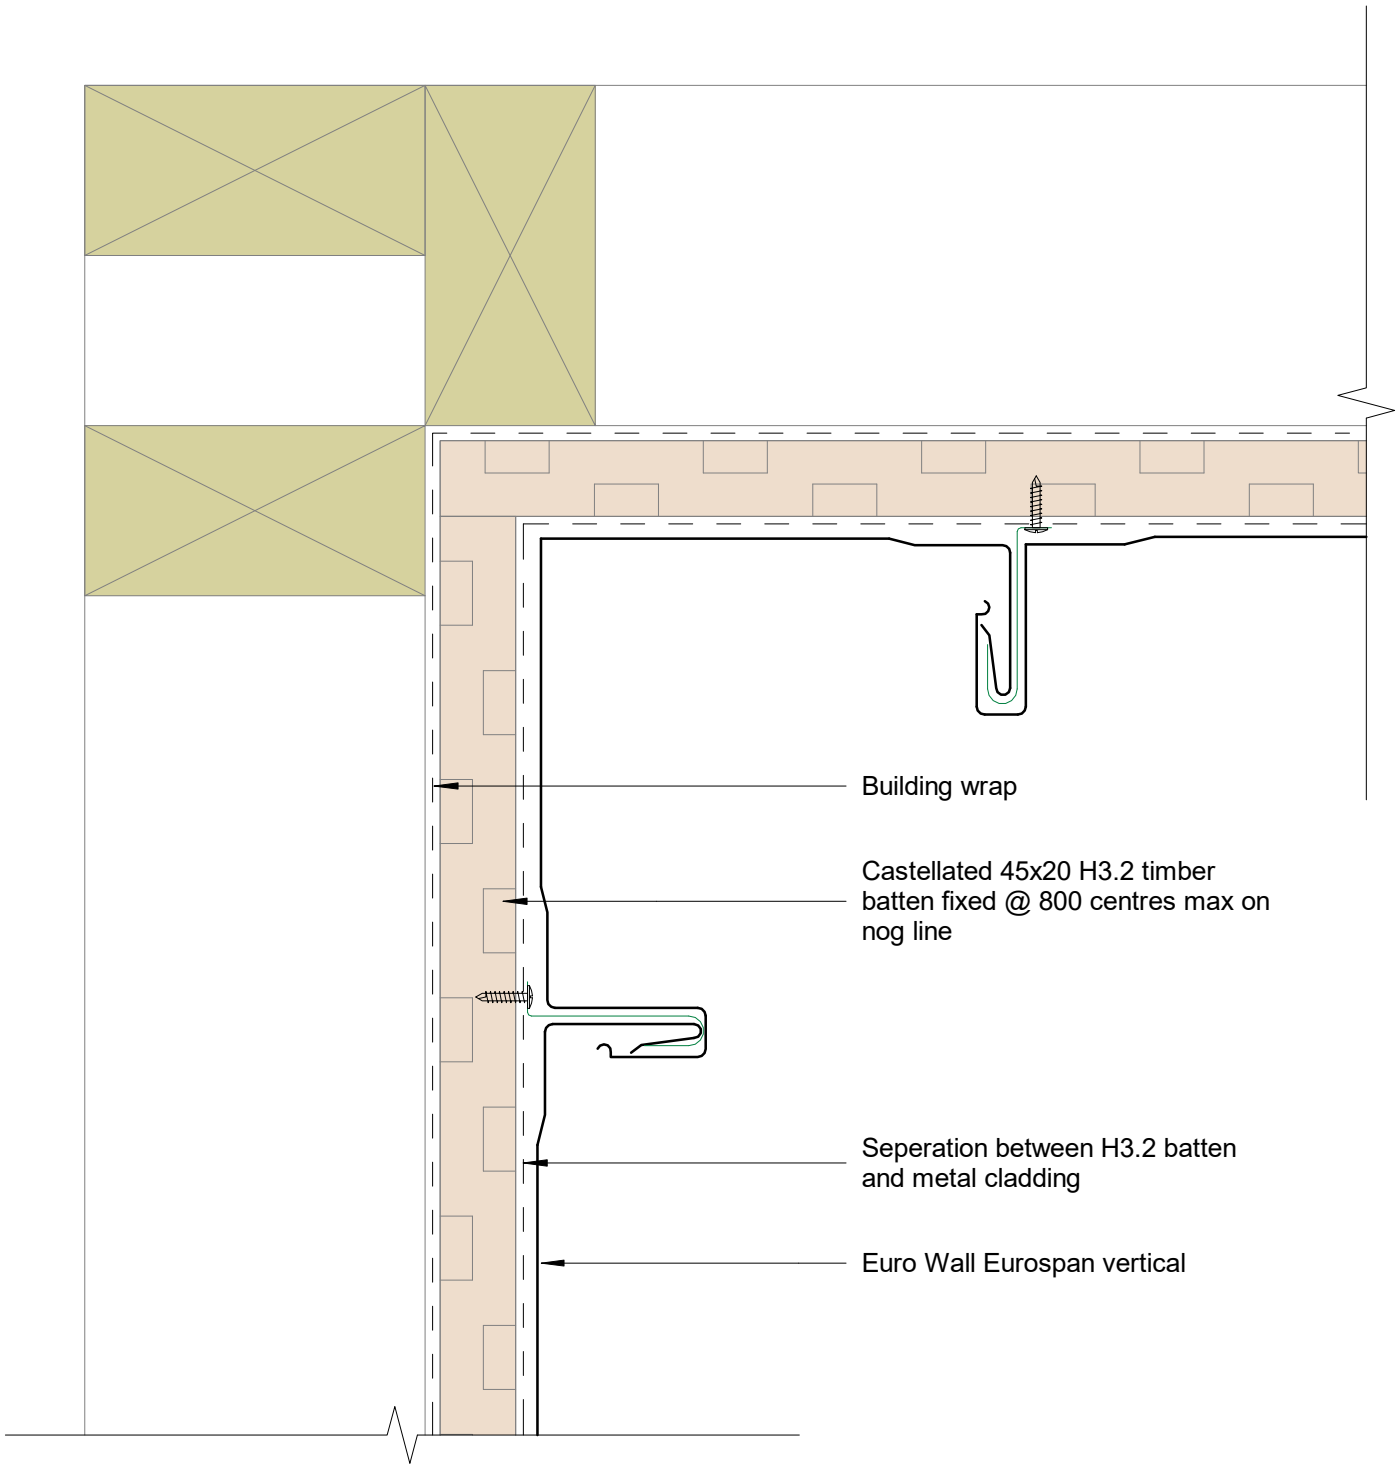 Building wrap
Castellated 45x20 H3.2 timber
batten fixed @ 800 centres max on
nog line
Seperation between H3.2 batten
and metal cladding
Euro Wall Eurospan vertical